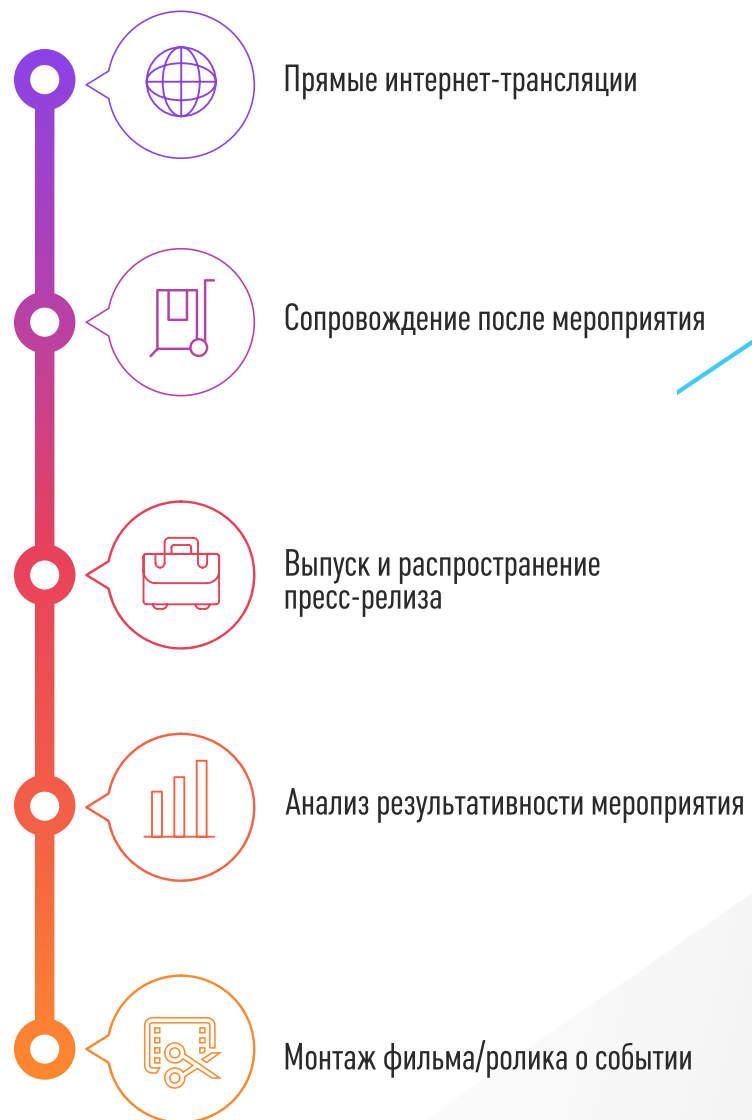 Прямые интернет-трансляции
Сопровождение после мероприятия
Выпуск и распространение
пресс-релиза
Анализ результативности мероприятия
Монтаж фильма/ролика о событии